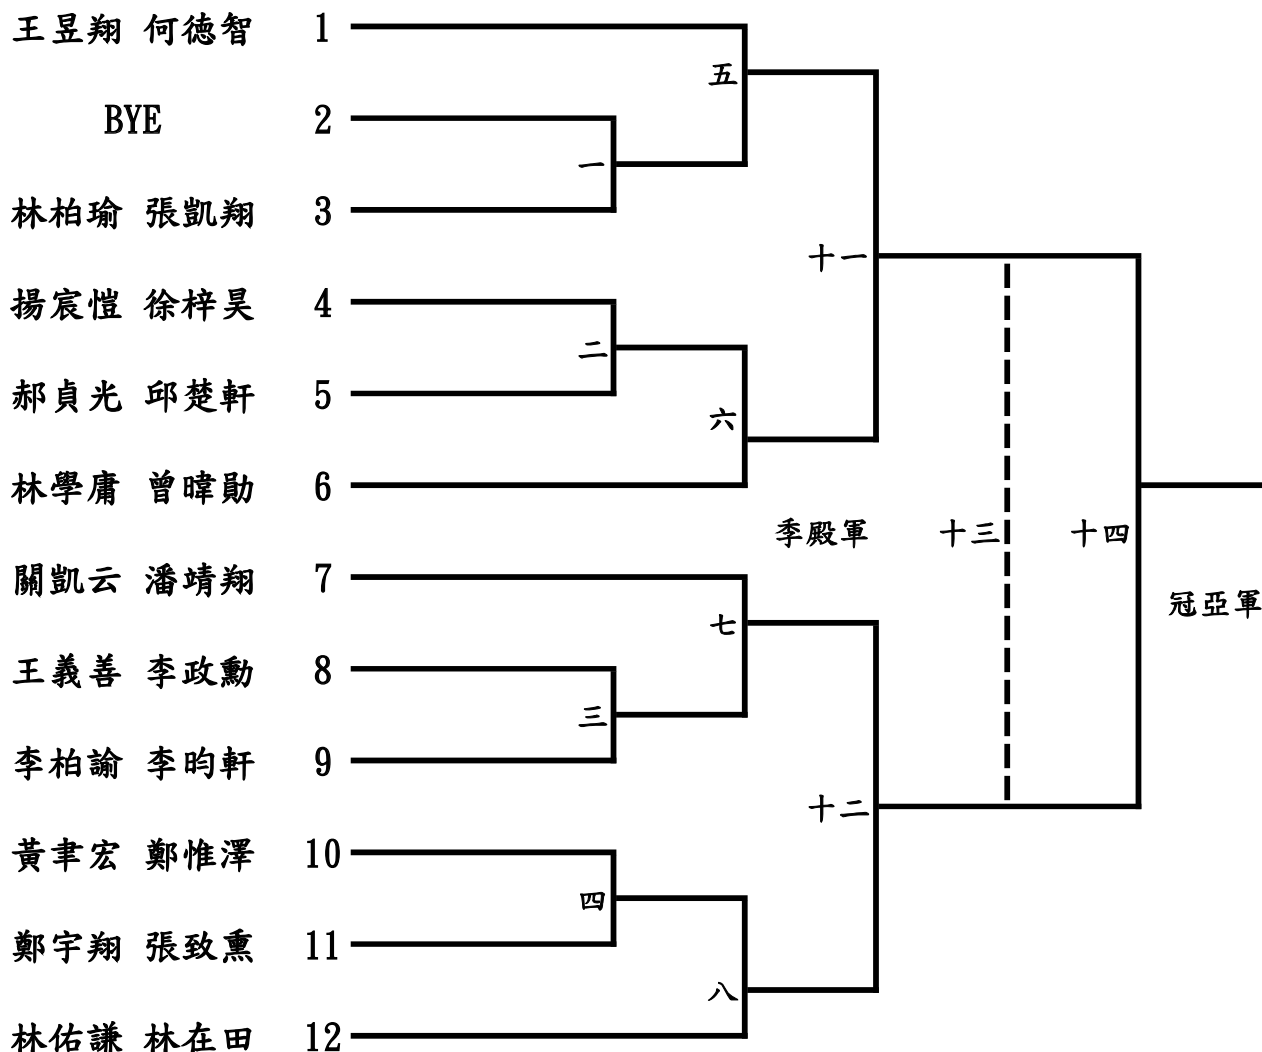 王昱翔 何德智 1
五
BYE 2
一
林柏瑜 張凱翔 3
十一
揚宸愷 徐梓昊 4
二
郝貞光 邱楚軒 5
六
林學庸 曾暐勛 6
季殿軍 十三 十四
關凱云 潘靖翔 7
冠亞軍
七
王義善 李政勳 8
三
李柏諭 李昀軒 9
十二
黃聿宏 鄭惟澤 10
四
鄭宇翔 張致熏 11
八
林佑謙 林在田 12